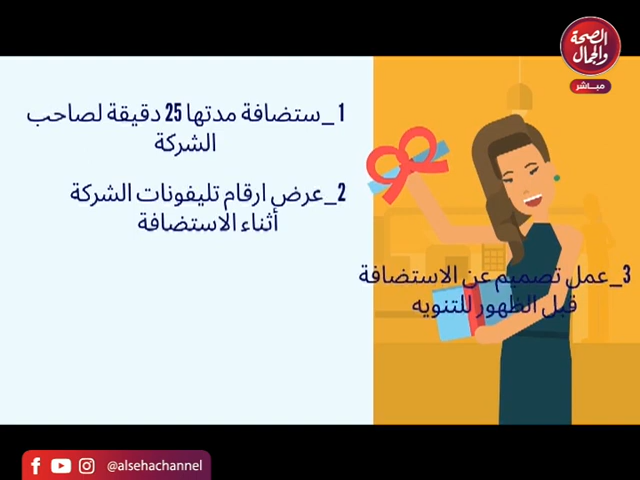 الصحة
والجمال
مباشر
1_ستضافة مدتها 25 دقيقة لصاحب
الشركة
2_عرض ارقام تليفونات الشركة
أثناء الاستضافة
3_عمل تصميم عن الاستضافة
قبل الظهور للتنويه
@alsehachannel